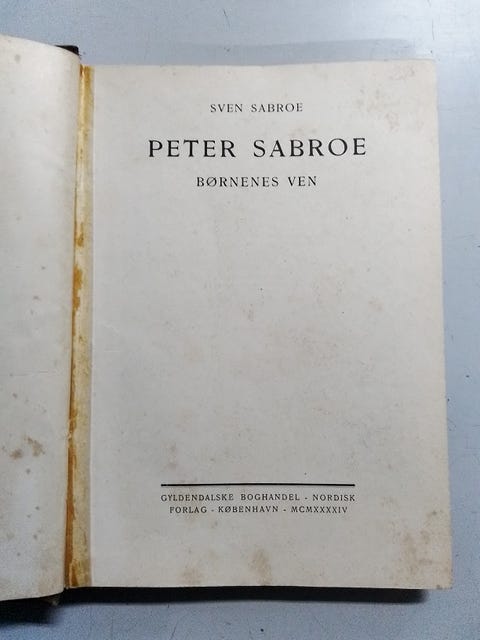 SVEN SABROE
PETER SABROE
BØRNENES VEN
GYLDENDALSKE BOGHANDEL - NORDISK
FORLAG - KØBENHAVN - MCMXXXXIV